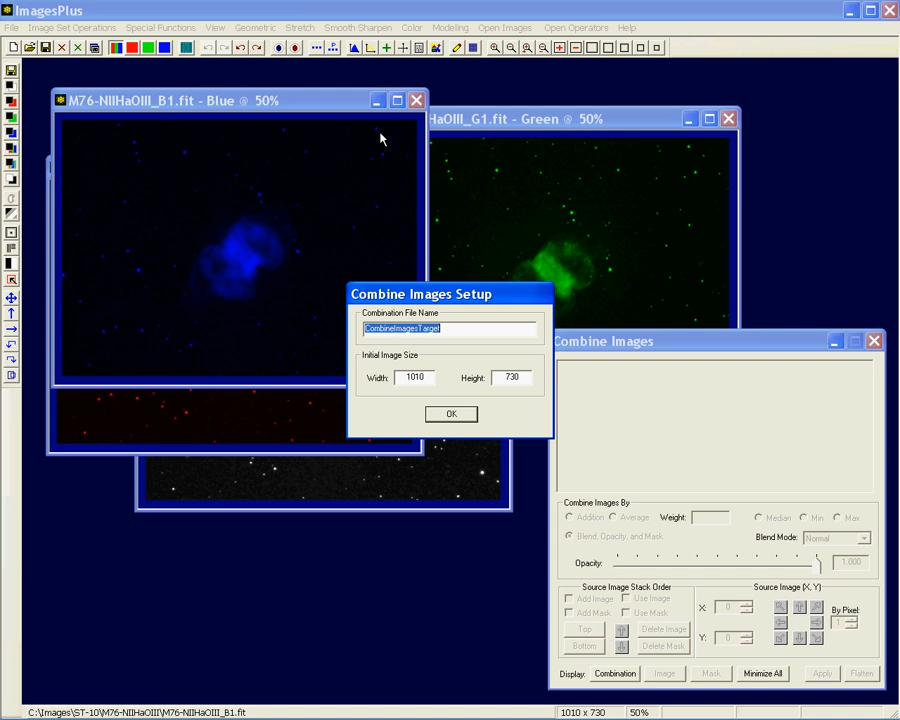 ImagesPlus
File Image Set Operations Special Functions View Geometric Stretch Smooth Sharpen Color Modeling Open Images Open Operators Help
M76-NIIHaOIII_B1.fit - Blue @ 50%
HaOIII_G1.fit - Green @ 50%
Combine Images Setup
Combination File Name
CombineImagesTarget
Initial Image Size
Width: 1010 Height: 730
OK
Combine Images
Combine Images By
Addition Average Weight: Median Min Max
Blend, Opacity, and Mask Blend Mode: Normal
Opacity: 1.000
Source Image Stack Order Source Image (X, Y)
Add Image Use Image
Add Mask Use Mask
X: 0 By Pixel:
1
Top Delete Image
Y: 0
Bottom Delete Mask
Display: Combination Image Mask Minimize All Apply Flatten
C:\Images\ST-10\M76-NIIHaOIII\M76-NIIHaOIII_B1.fit 1010 x 730 50%